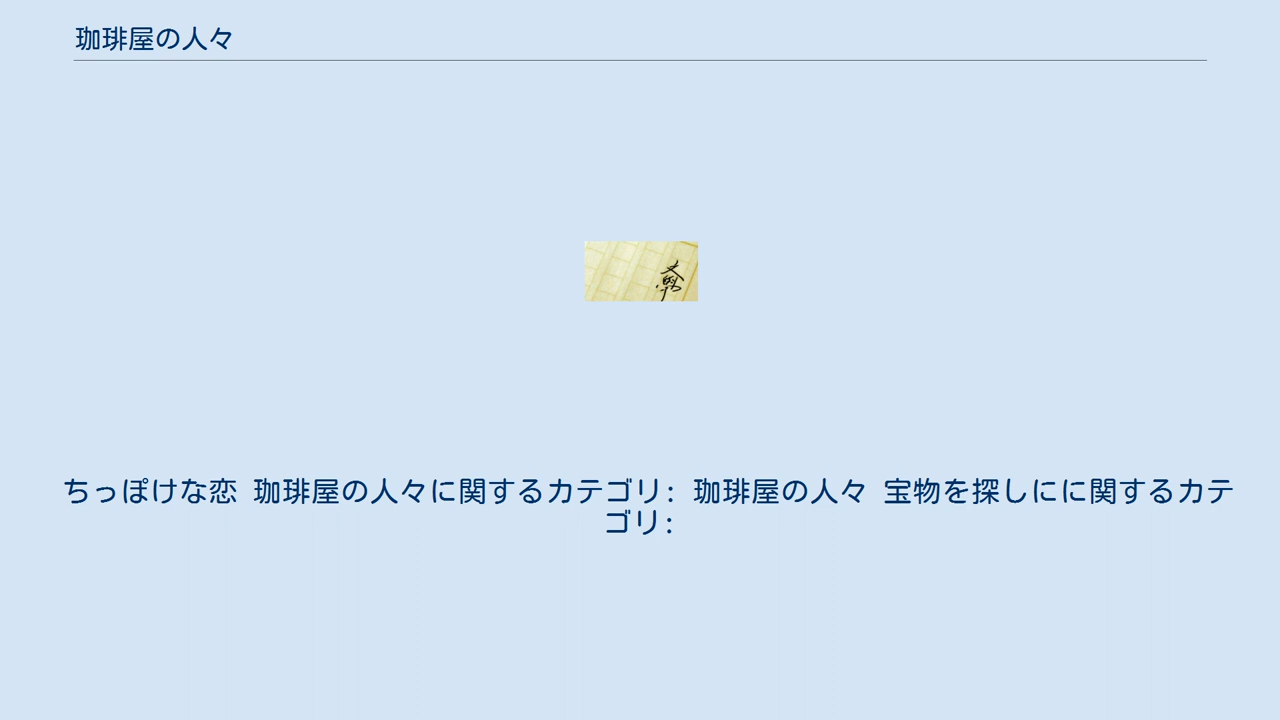 珈琲屋の人々
ちっぽけな恋 珈琲屋の人々に関するカテゴリ: 珈琲屋の人々 宝物を探しにに関するカテ
ゴリ: